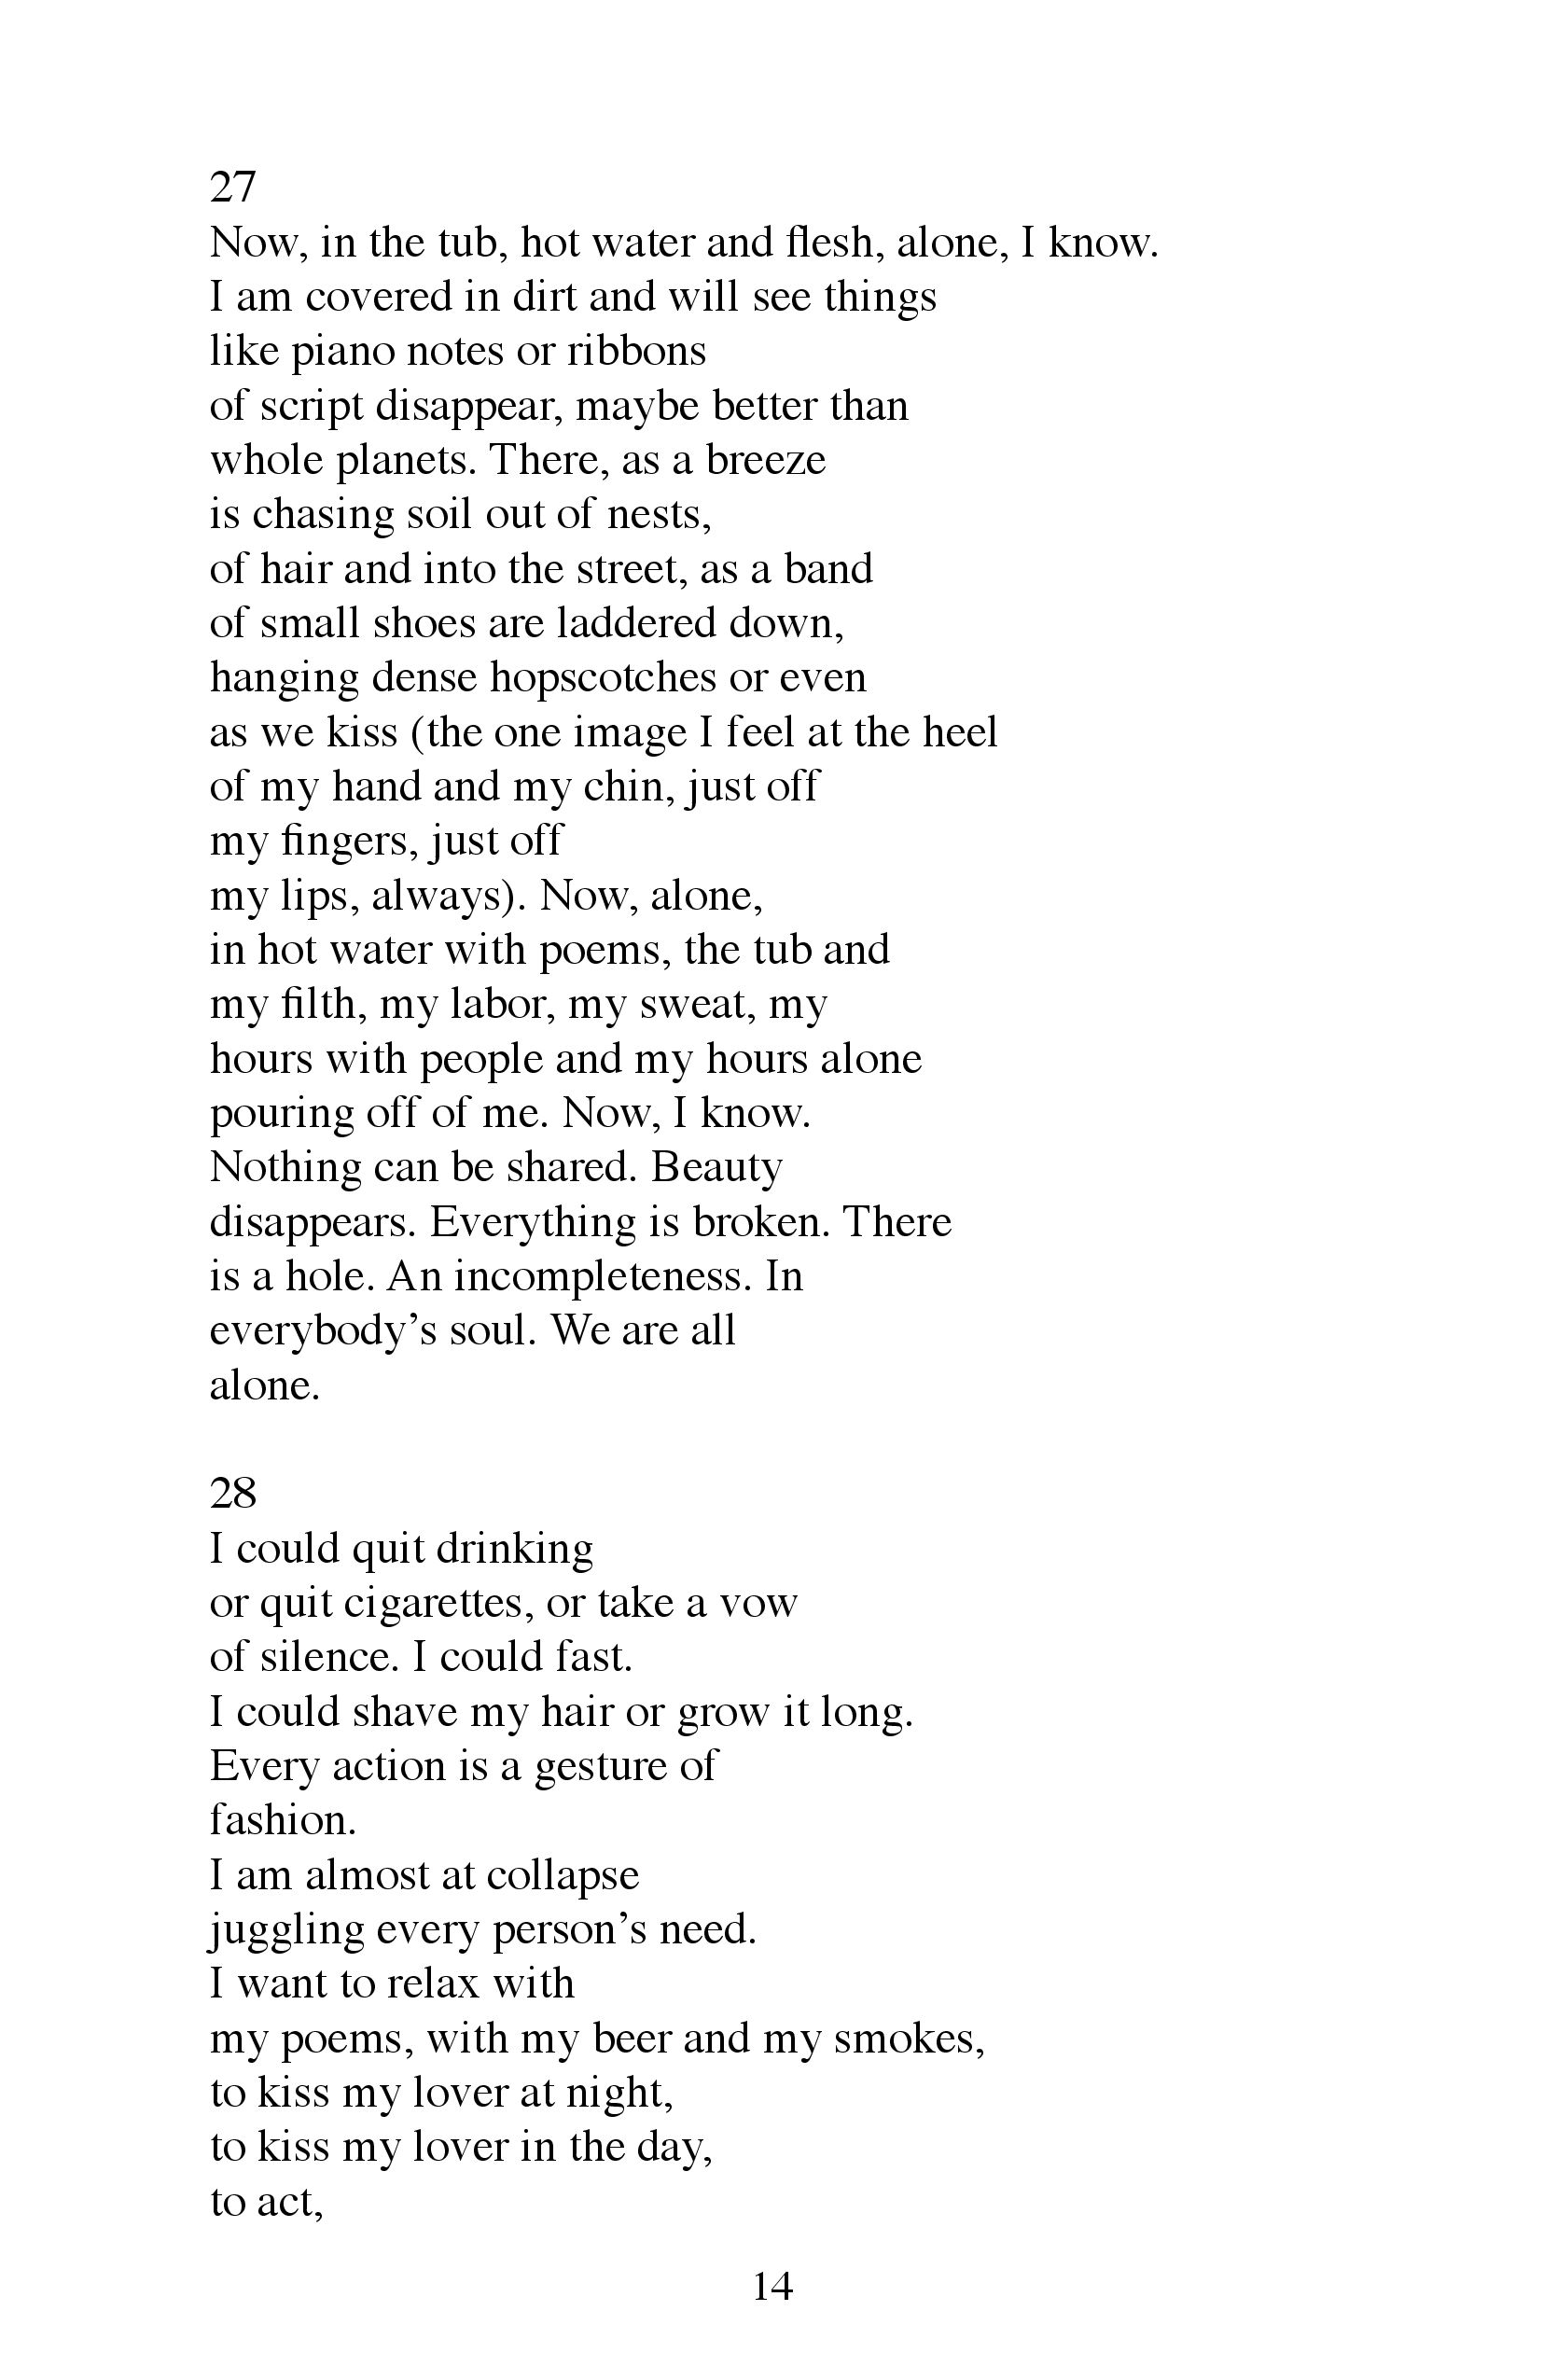 27
Now, in the tub, hot water and flesh, alone, I know.
I am covered in dirt and will see things
like piano notes or ribbons
of script disappear, maybe better than
whole planets. There, as a breeze
is chasing soil out of nests,
of hair and into the street, as a band
of small shoes are laddered down,
hanging dense hopscotches or even
as we kiss (the one image I feel at the heel
of my hand and my chin, just off
my fingers, just off
my lips, always). Now, alone,
in hot water with poems, the tub and
my filth, my labor, my sweat, my
hours with people and my hours alone
pouring off of me. Now, I know.
Nothing can be shared. Beauty
disappears. Everything is broken. There
is a hole. An incompleteness. In
everybody’s soul. We are all
alone.

28
I could quit drinking
or quit cigarettes, or take a vow
of silence. I could fast.
I could shave my hair or grow it long.
Every action is a gesture of
fashion.
I am almost at collapse
juggling every person’s need.
I want to relax with
my poems, with my beer and my smokes,
to kiss my lover at night,
to kiss my lover in the day,
to act,
14